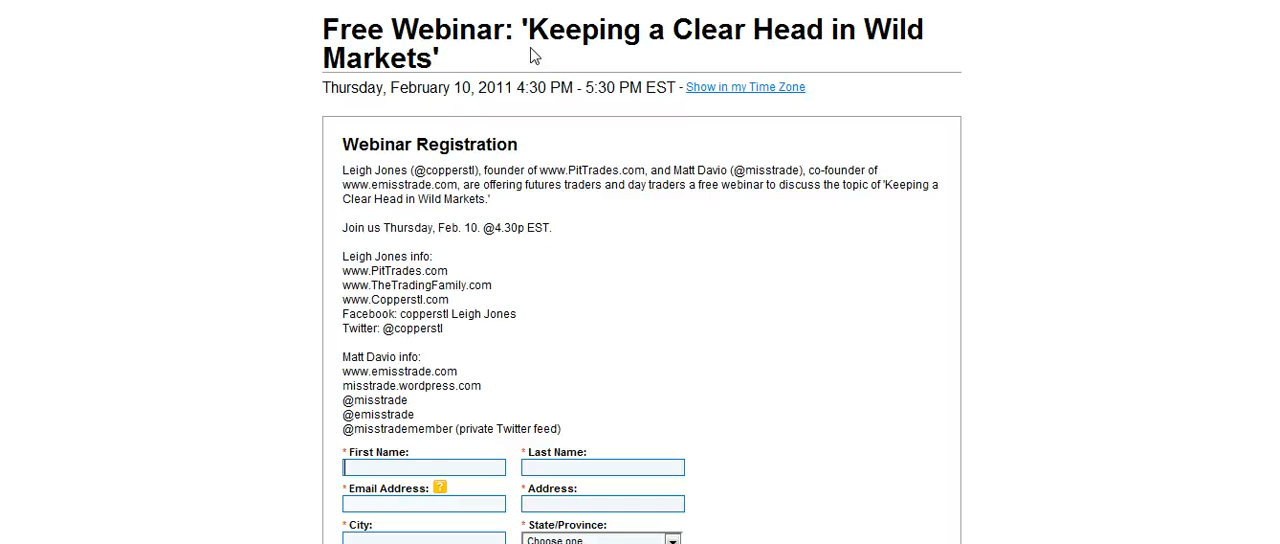 Free Webinar: 'Keeping a Clear Head in Wild
Markets'
Thursday, February 10, 2011 4:30 PM - 5:30 PM EST - Show in my Time Zone
Webinar Registration
Leigh Jones (@copperstl), founder of www.PitTrades.com, and Matt Davio (@misstrade), co-founder of
www.emisstrade.com, are offering futures traders and day traders a free webinar to discuss the topic of 'Keeping a
Clear Head in Wild Markets.'
Join us Thursday, Feb. 10. @4.30p EST.
Leigh Jones info:
www.PitTrades.com
www.TheTradingFamily.com
www.Copperstl.com
Facebook: copperstl Leigh Jones
Twitter: @copperstl
Matt Davio info:
www.emisstrade.com
misstrade.wordpress.com
@misstrade
@emisstrade
@misstrademember (private Twitter feed)
* First Name: * Last Name:
* Email Address: ? * Address:
* City: * State/Province:
Choose one...